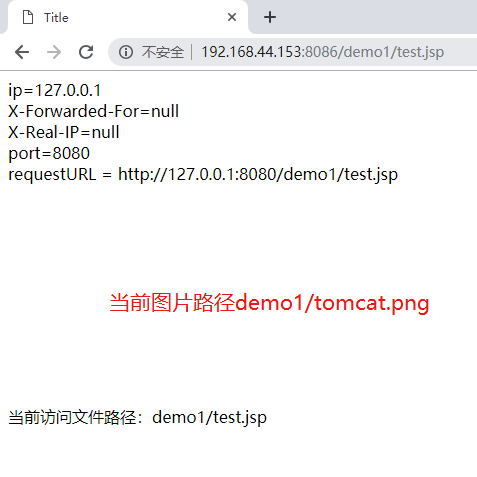 Title
不安全 192.168.44.153:8086/demo1/test.jsp
ip=127.0.0.1
X-Forwarded-For=null
X-Real-IP=null
port=8080
requestURL = http://127.0.0.1:8080/demo1/test.jsp
当前图片路径demo1/tomcat.png
当前访问文件路径：demo1/test.jsp